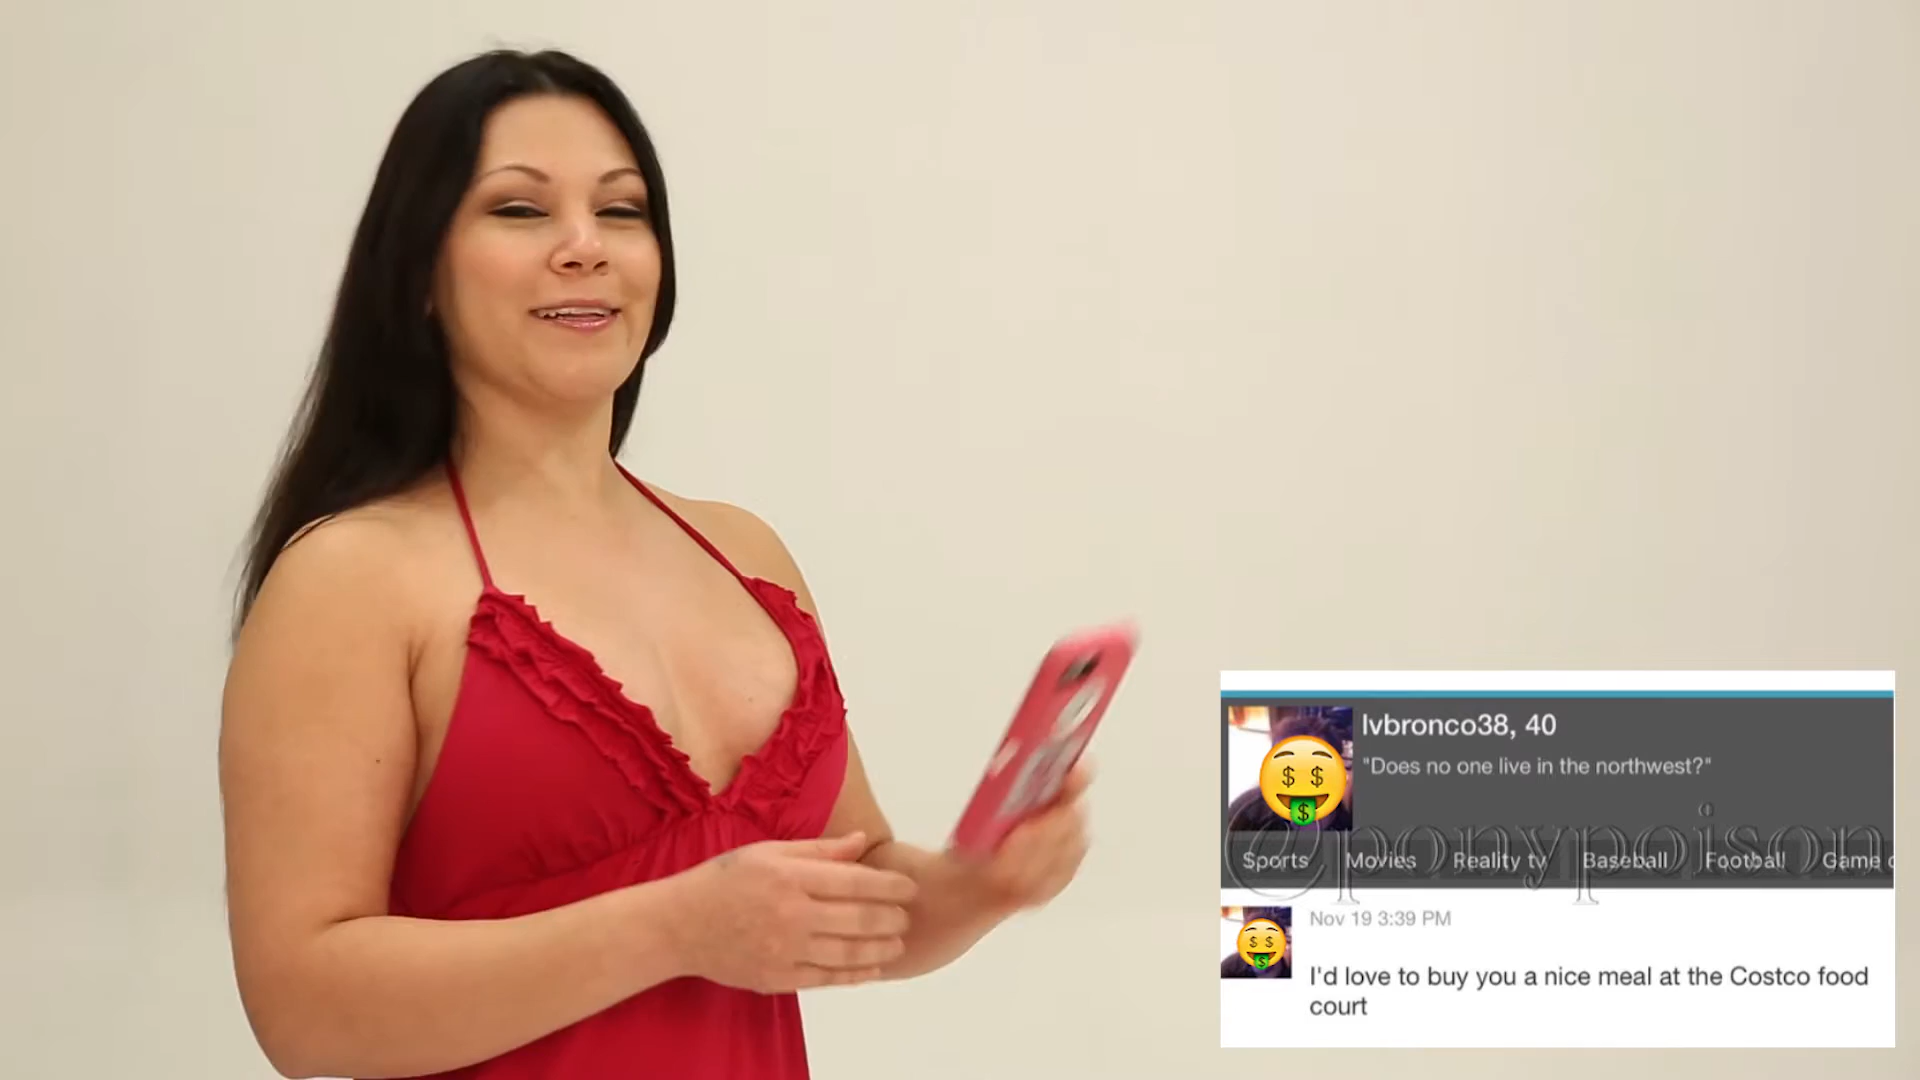 lvbronco38, 40
"Does no one live in the northwest?"
@ponypoison
Sports Movies Reality tv Baseball Football Game
Nov 19 3:39 PM
I'd love to buy you a nice meal at the Costco food
court